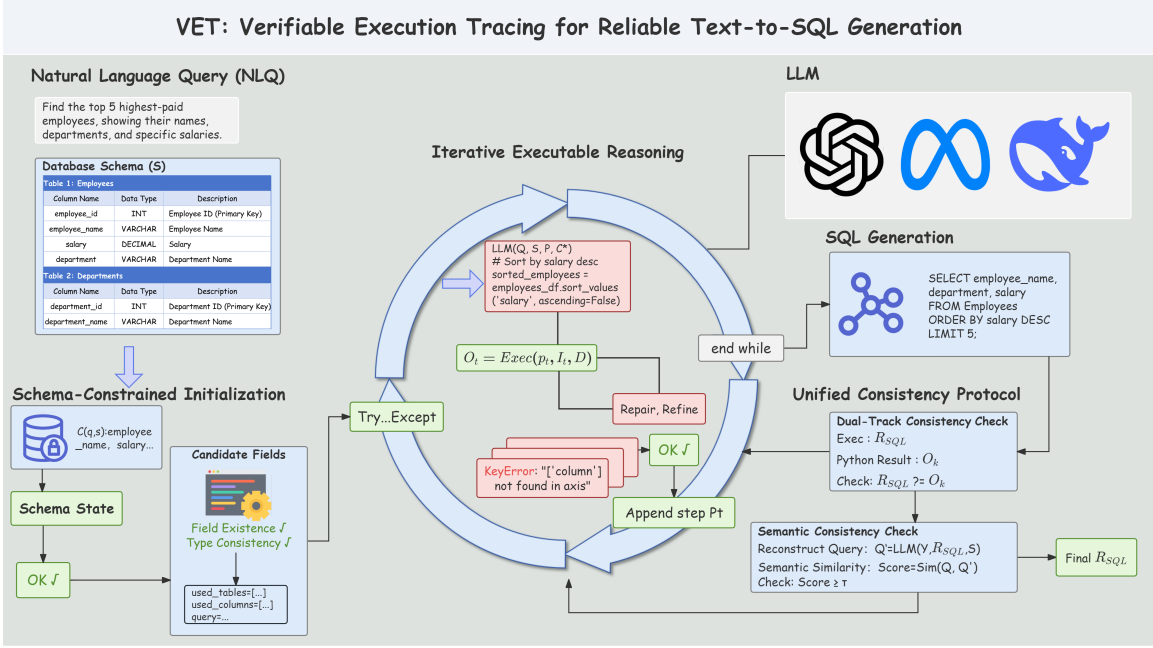 VET: Verifiable Execution Tracing for Reliable Text-to-SQL Generation
Natural Language Query (NLQ)
Find the top 5 highest-paid
employees, showing their names,
departments, and specific salaries.
Database Schema (S)
Table 1: Employees
Column Name Data Type Description
employee_id INT Employee ID (Primary Key)
employee_name VARCHAR Employee Name
salary DECIMAL Salary
department VARCHAR Department Name
Table 2: Departments
Column Name Data Type Description
department_id INT Department ID (Primary Key)
department_name VARCHAR Department Name
Schema-Constrained Initialization
C(q,s):employee
_name, salary...
Schema State
OK √
Candidate Fields
Field Existence √
Type Consistency √
used_tables=[...]
used_columns=[...]
query=...
Iterative Executable Reasoning
LLM(Q, S, P, C*)
# Sort by salary desc
sorted_employees =
employees_df.sort_values
('salary', ascending=False)
O_t = Exec(p_t, I_t, D)
Repair, Refine
Try...Except
KeyError: "['column']
not found in axis"
OK √
Append step Pt
end while
LLM
SQL Generation
SELECT employee_name,
department, salary
FROM Employees
ORDER BY salary DESC
LIMIT 5;
Unified Consistency Protocol
Dual-Track Consistency Check
Exec : R_SQL
Python Result : O_k
Check: R_SQL ?= O_k
Semantic Consistency Check
Reconstruct Query: Q'=LLM(Y,R_SQL,S)
Semantic Similarity: Score=Sim(Q, Q')
Check: Score ≥ τ
Final R_SQL